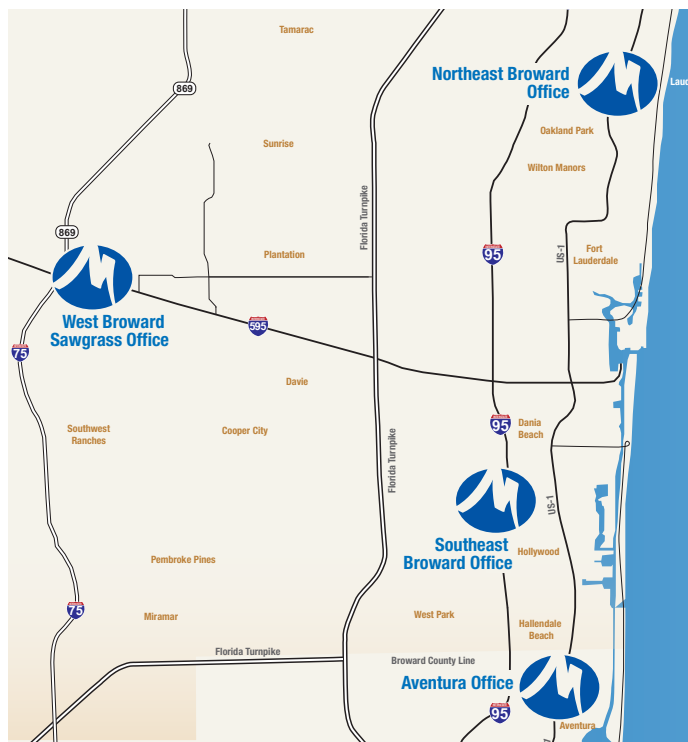 Tamarac
Northeast Broward
Office
869
Oakland Park
Sunrise
Wilton Manors
Florida Turnpike
869
Plantation
95
US-1
Fort
Lauderdale
West Broward
Sawgrass Office
595
75
Davie
Southwest
Ranches
Cooper City
95
Dania
Beach
Florida Turnpike
US-1
Southeast
Broward Office
Hollywood
Pembroke Pines
75
Miramar
West Park
Hallendale
Beach
Florida Turnpike
Broward County Line
Aventura Office
95
Aventura